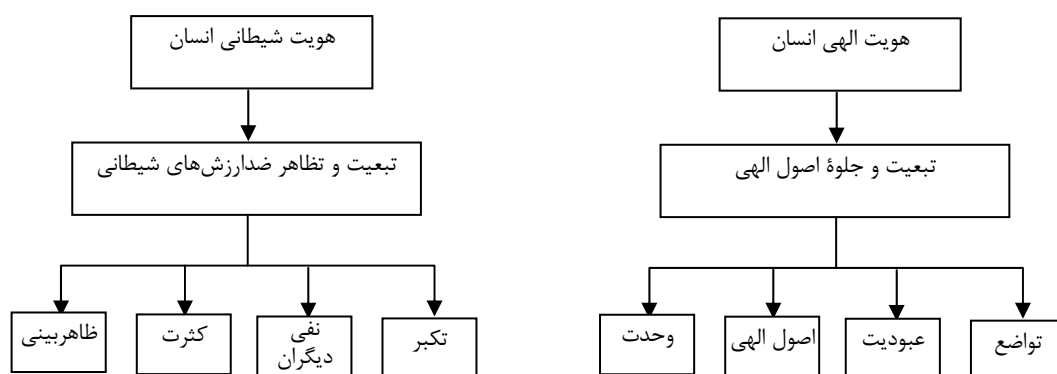 هویت الهی انسان
تبعیت و جلوهٔ اصول الهی
تواضع
عبودیت
اصول الهی
وحدت
هویت شیطانی انسان
تبعیت و تظاهر ضدارزش‌های شیطانی
تکبر
نفی
دیگران
کثرت
ظاهربینی